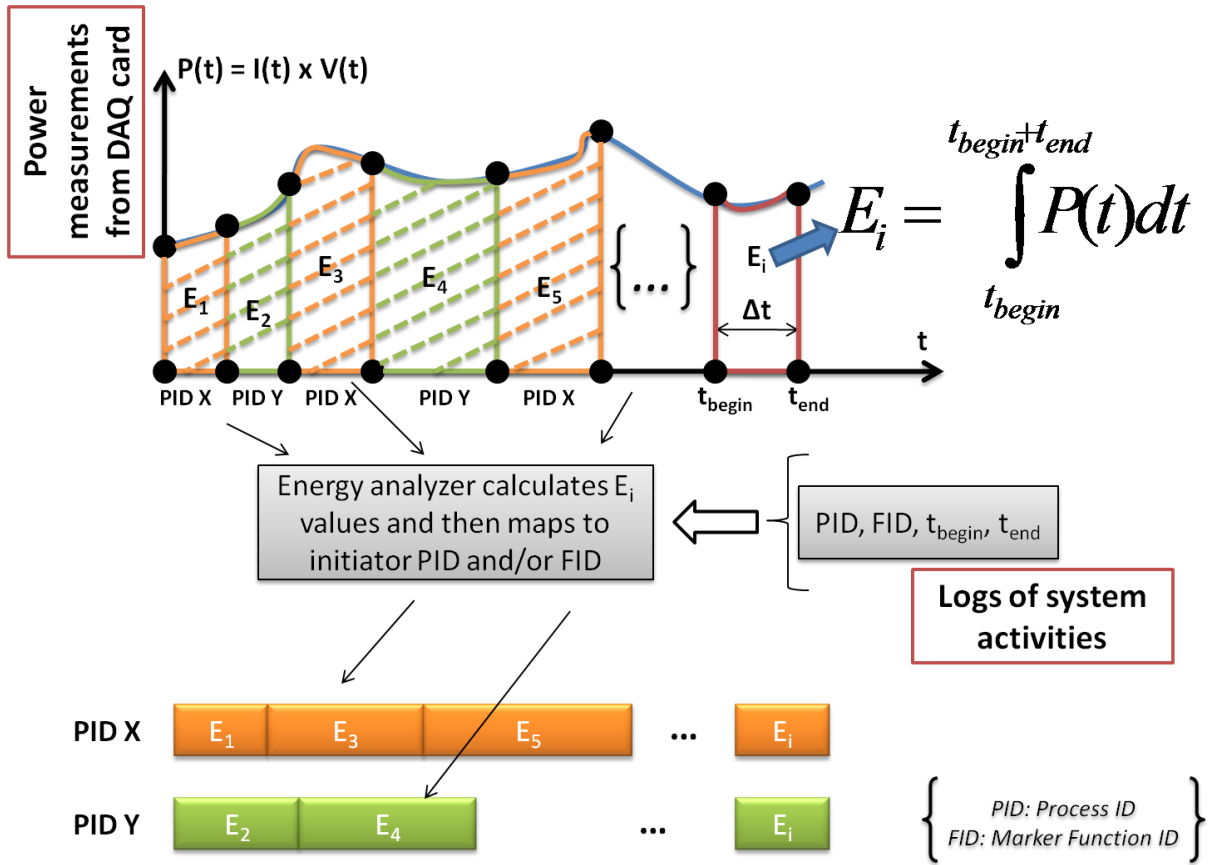 Power
measurements
from DAQ card
P(t) = I(t) x V(t)
E1
E2
E3
E4
E5
{...}
Ei
Δt
t
Ei = ∫ P(t)dt
tbegin+tend
tbegin
PID X
PID Y
PID X
PID Y
PID X
tbegin
tend
Energy analyzer calculates Ei
values and then maps to
initiator PID and/or FID
PID, FID, tbegin, tend
Logs of system
activities
PID X
E1
E3
E5
...
Ei
PID Y
E2
E4
...
Ei
PID: Process ID
FID: Marker Function ID